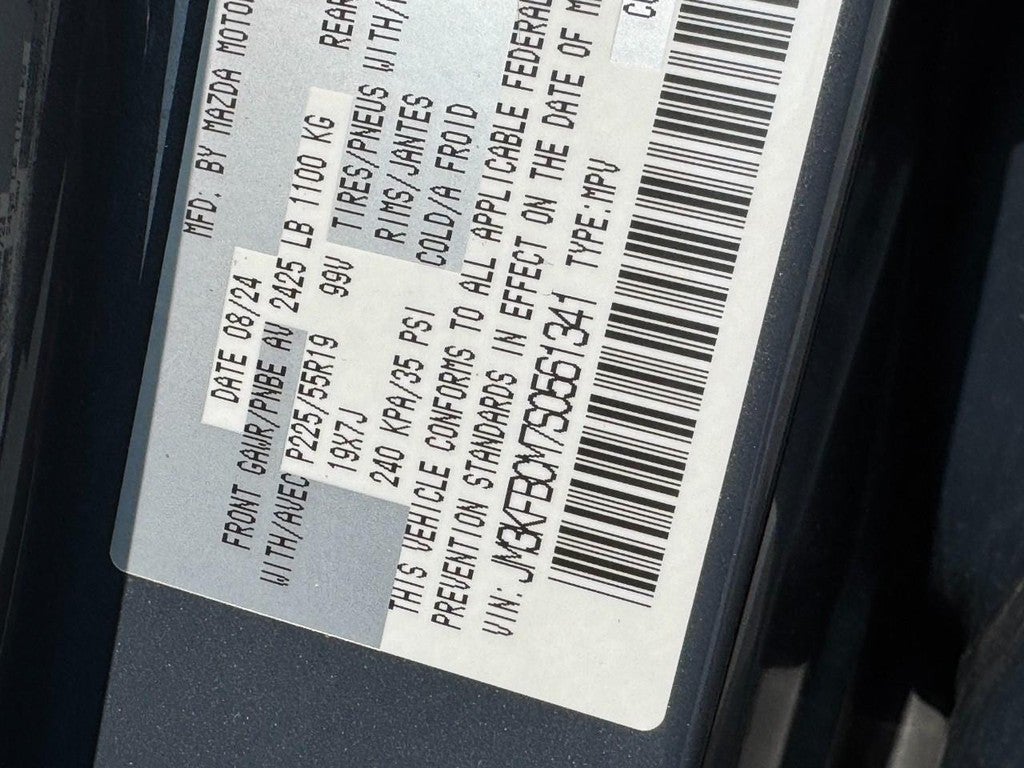 MFD: BY MAZDA MOTOR
DATE 08/24
FRONT GAWR/PNBE AV 2425 LB 1100 KG REAR
WITH/AVEC P225/55R19 99V TIRES/PNEUS WITH/
19X7J RIMS/JANTES
240 KPA/35 PSI COLD/A FROID
THIS VEHICLE CONFORMS TO ALL APPLICABLE FEDERAL
PREVENTION STANDARDS IN EFFECT ON THE DATE OF M
VIN: JM3KFBCM7S0561341 TYPE:MPV